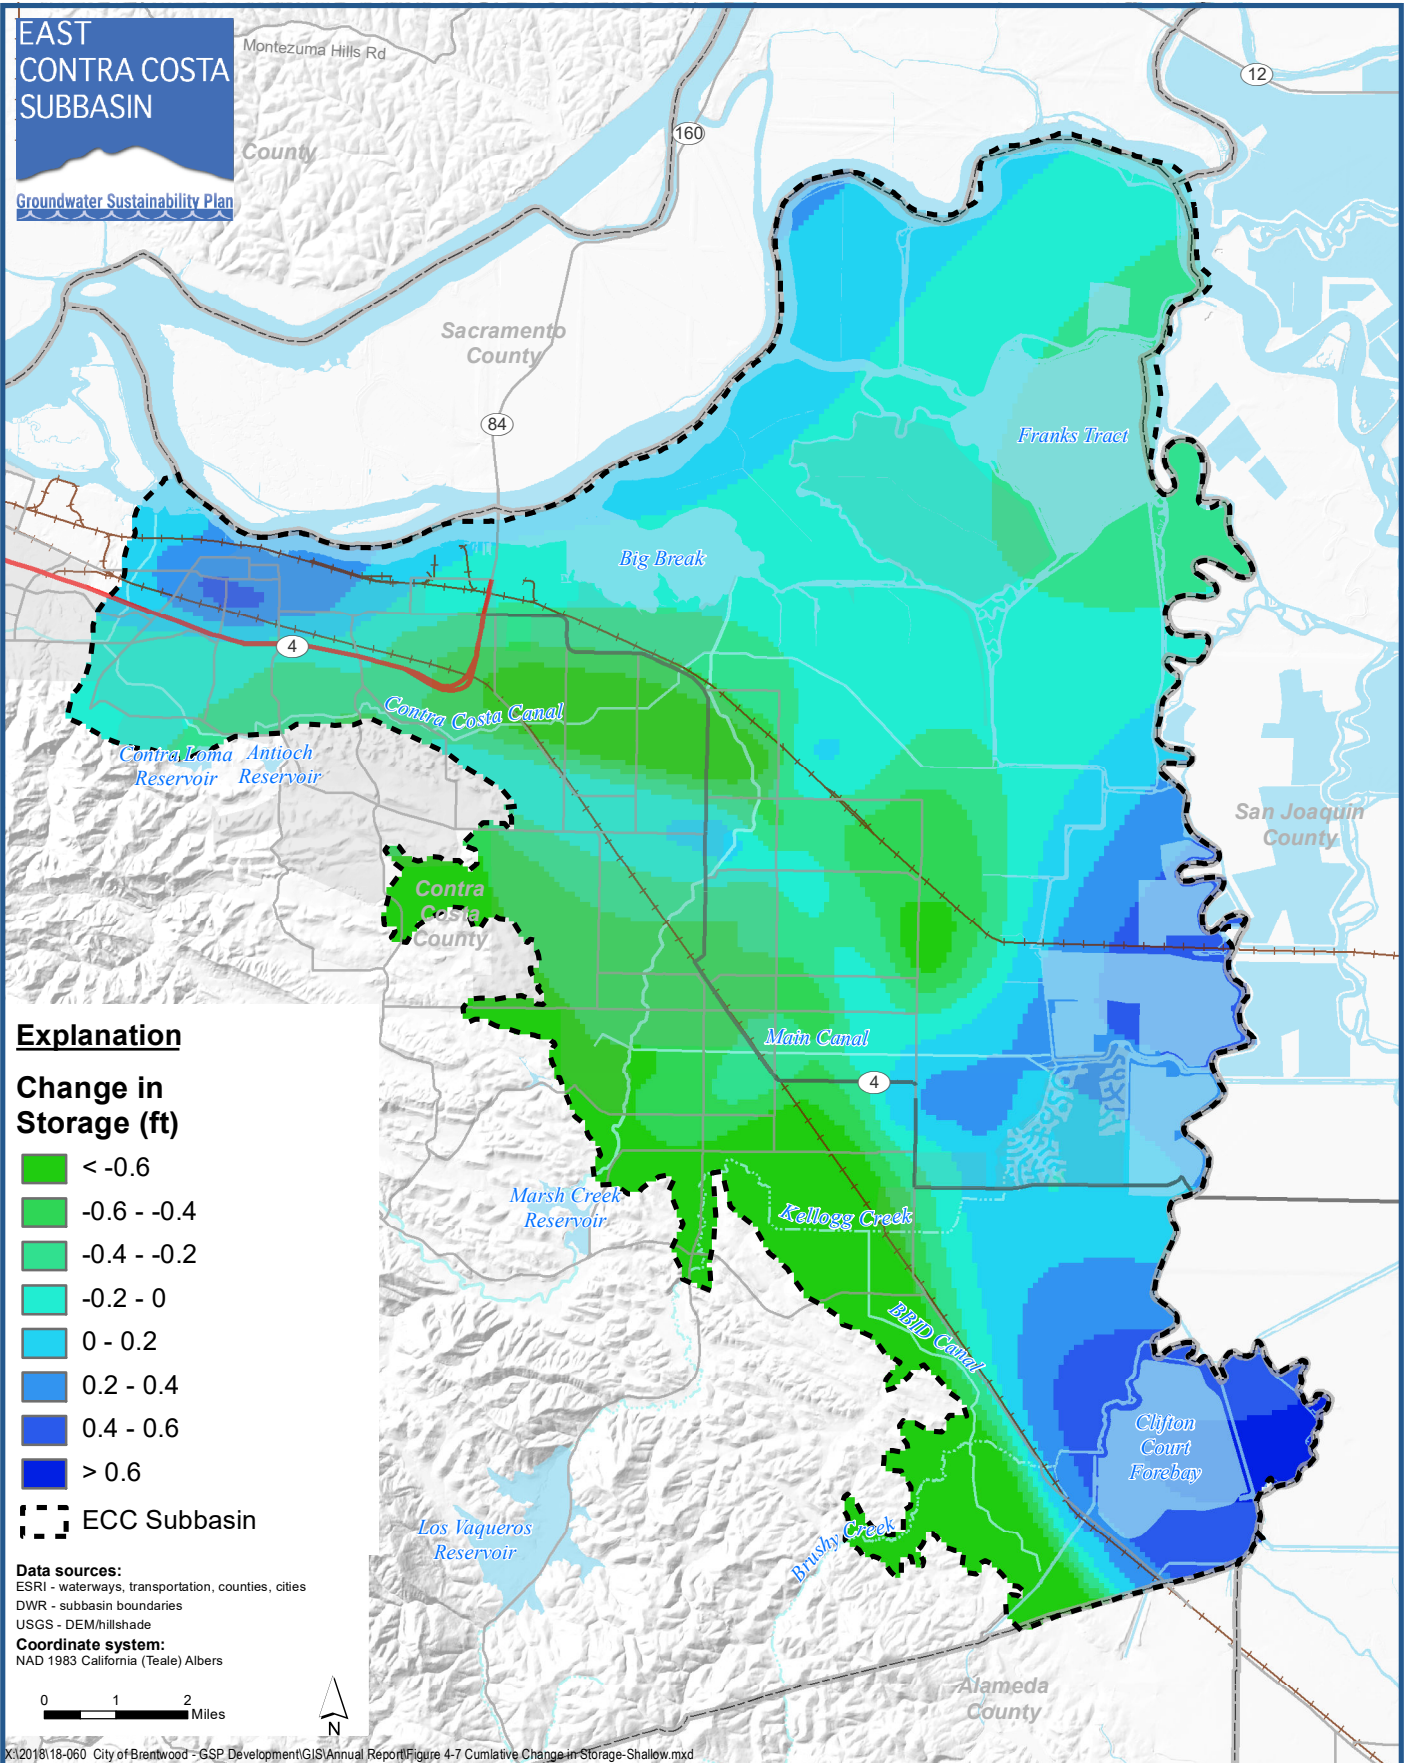 EAST
CONTRA COSTA
SUBBASIN
Groundwater Sustainability Plan
Montezuma Hills Rd
County
160
12
Sacramento
County
84
Franks Tract
Big Break
4
Contra Costa Canal
Contra Loma
Reservoir
Antioch
Reservoir
San Joaquin
County
Contra
Costa
County
Main Canal
4
Marsh Creek
Reservoir
Kellogg Creek
BBID Canal
Clifton
Court
Forebay
Los Vaqueros
Reservoir
Brushy Creek
Alameda
County
Explanation
Change in
Storage (ft)
< -0.6
-0.6 - -0.4
-0.4 - -0.2
-0.2 - 0
0 - 0.2
0.2 - 0.4
0.4 - 0.6
> 0.6
ECC Subbasin
Data sources:
ESRI - waterways, transportation, counties, cities
DWR - subbasin boundaries
USGS - DEM/hillshade
Coordinate system:
NAD 1983 California (Teale) Albers
0 1 2
Miles
N
X:\2018\18-060 City of Brentwood - GSP Development\GIS\Annual Report\Figure 4-7 Cumlative Change in Storage-Shallow.mxd